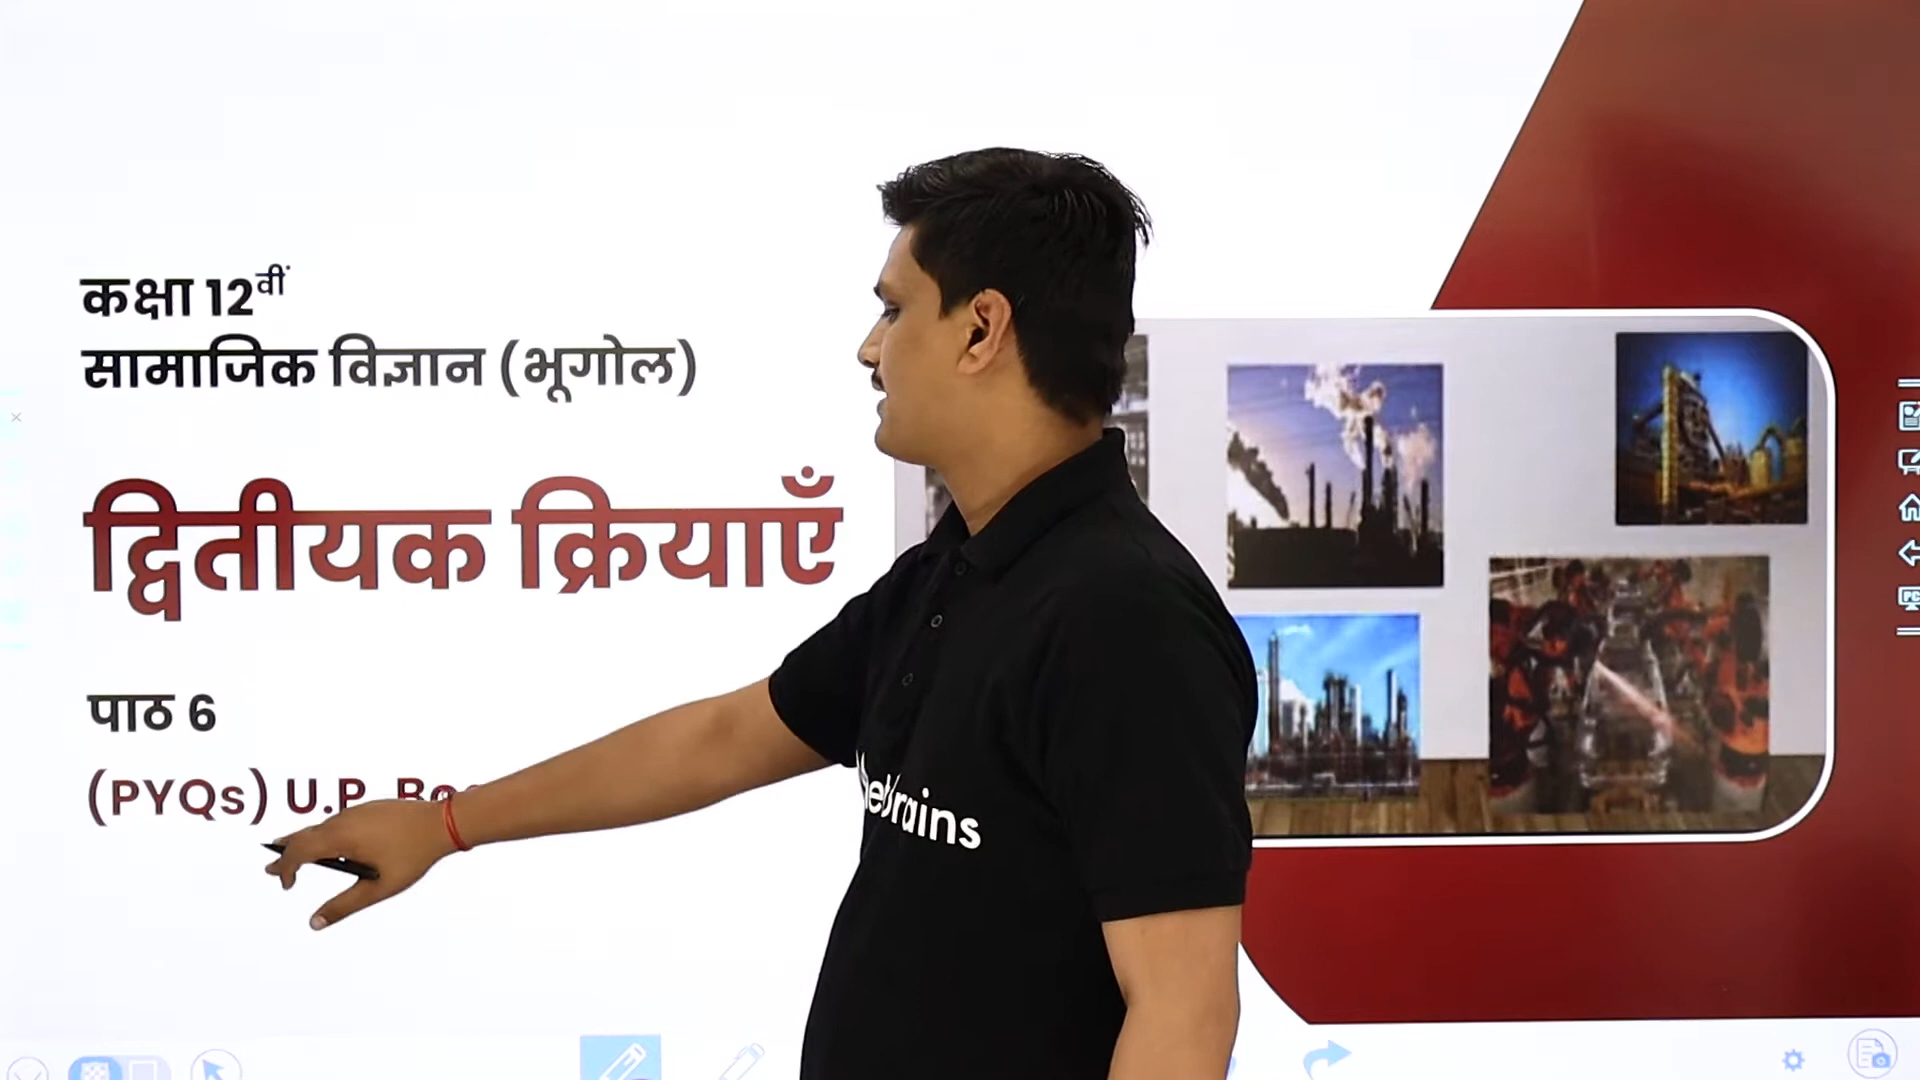 कक्षा 12वीं
सामाजिक विज्ञान (भूगोल)
द्वितीयक क्रियाएँ
पाठ 6
(PYQs) U.P.